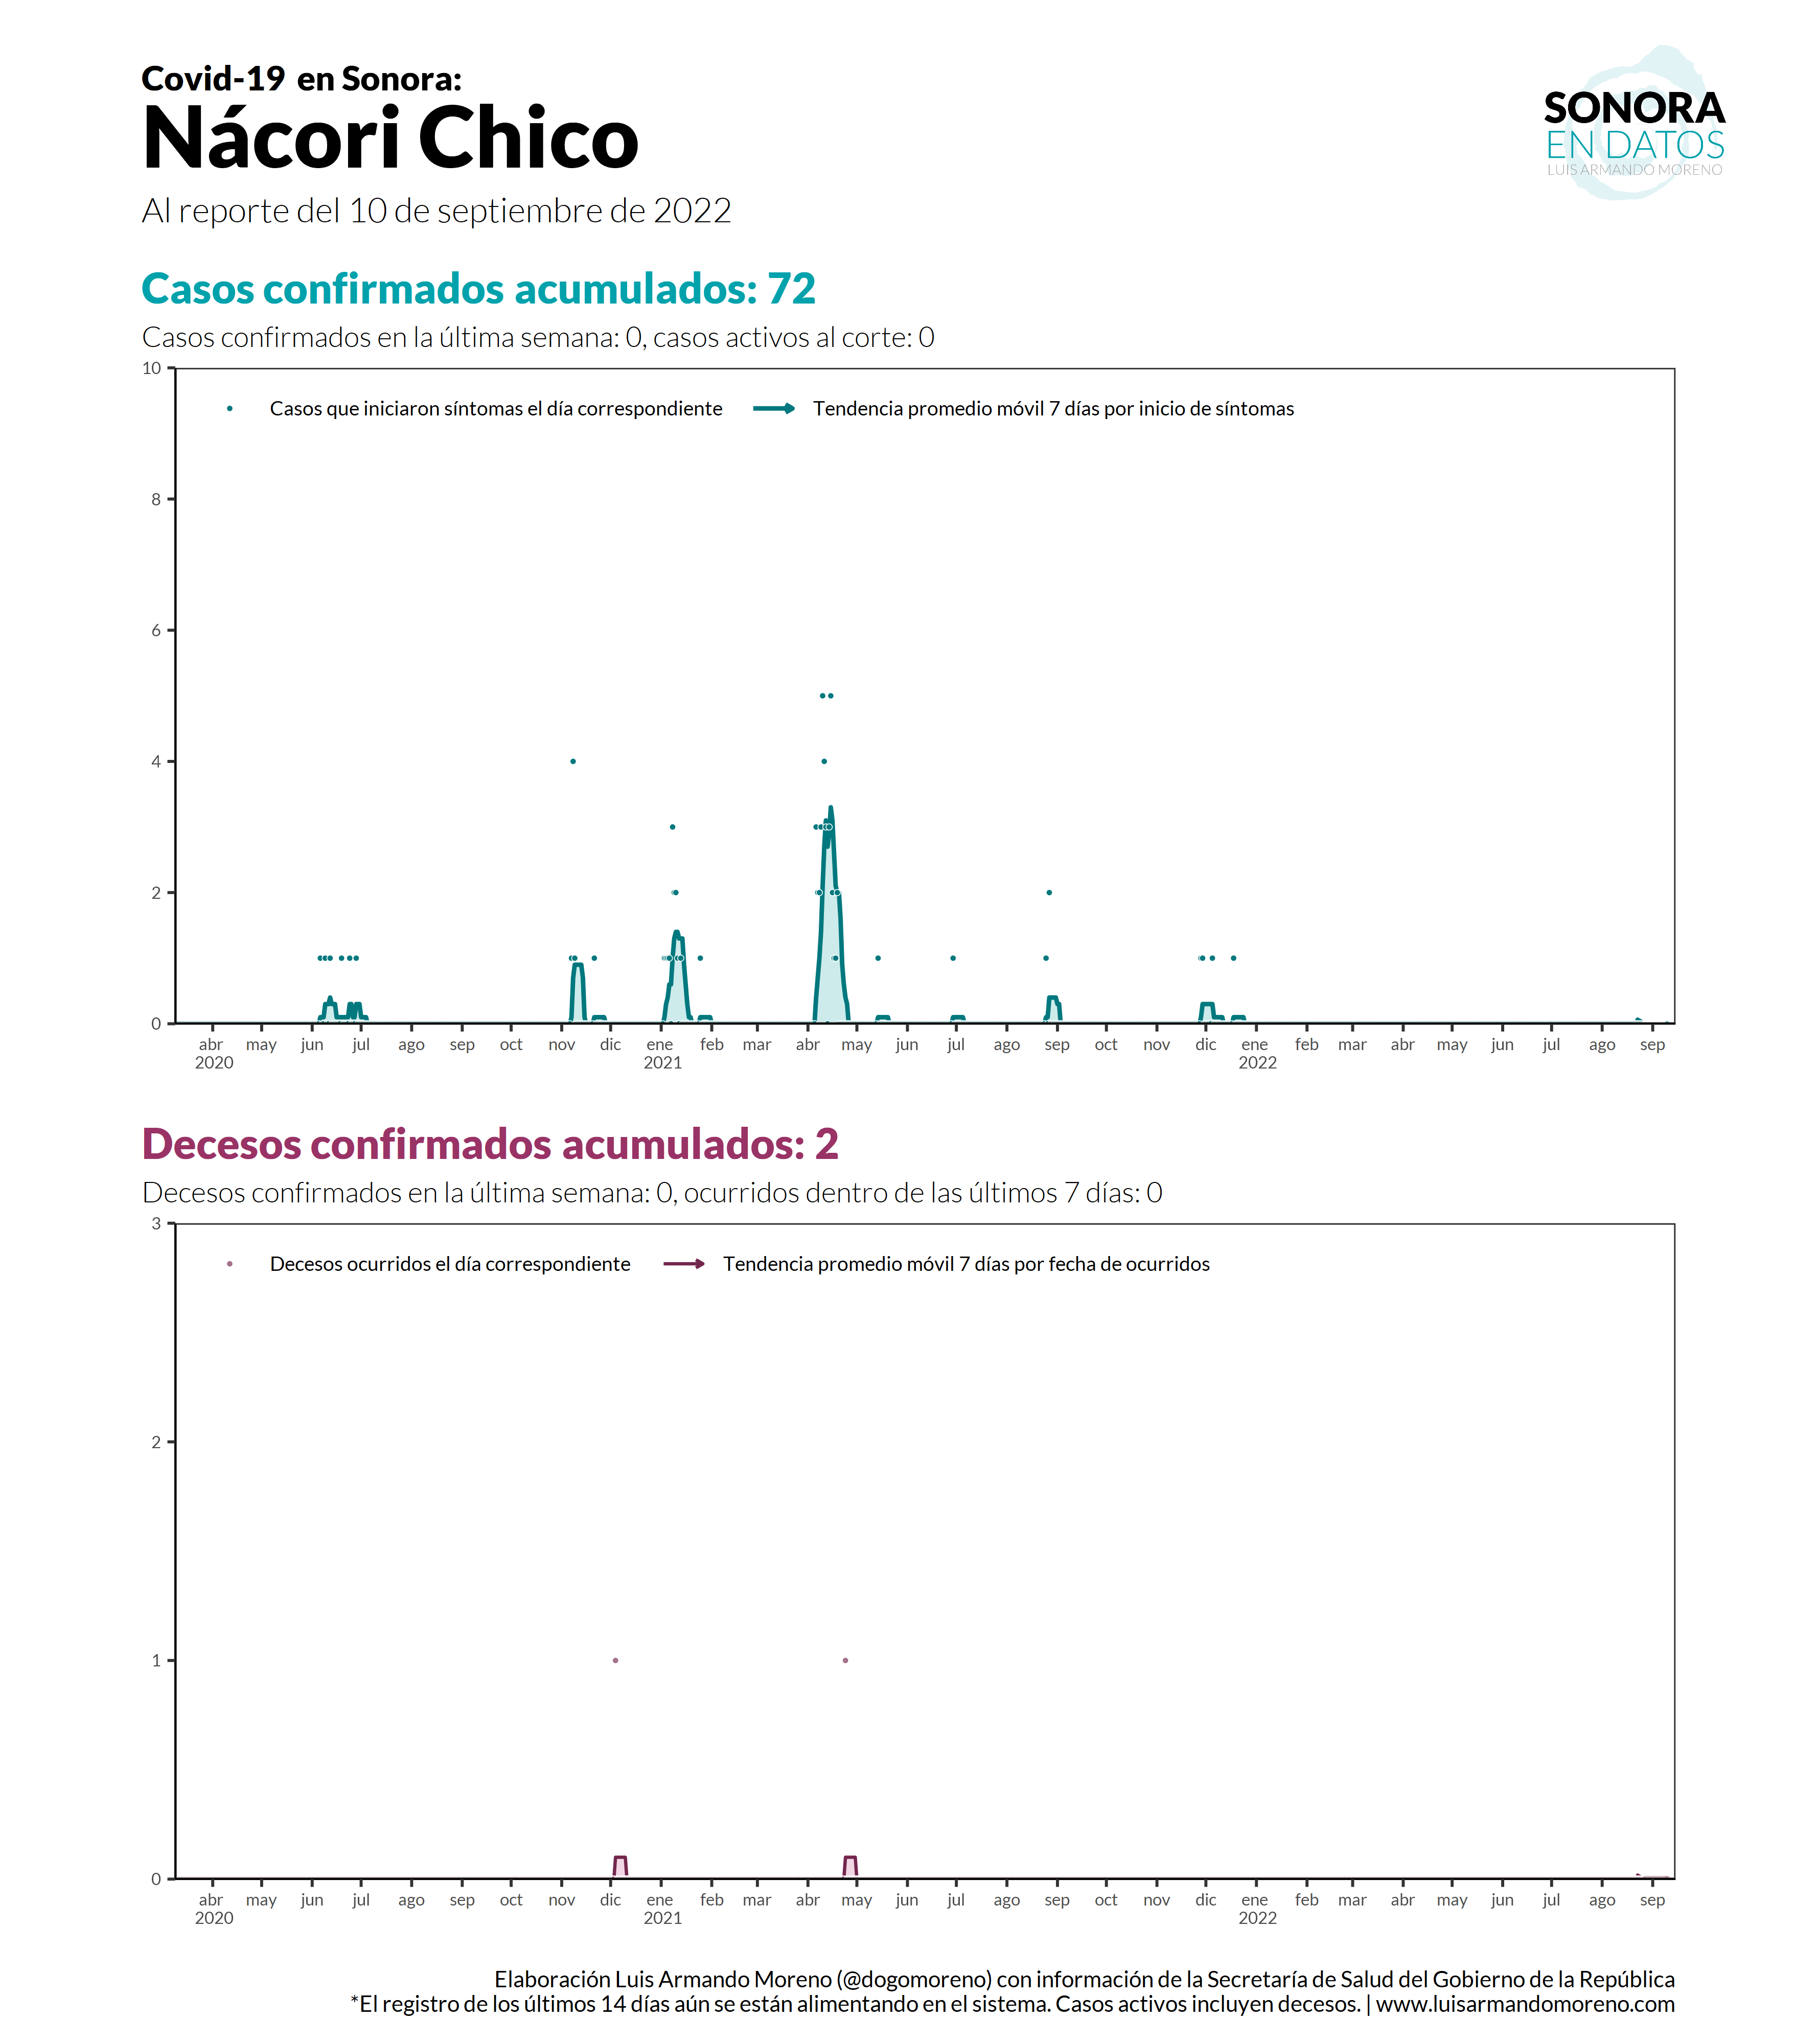 Covid-19 en Sonora:
Nácori Chico
Al reporte del 10 de septiembre de 2022
SONORA
EN DATOS
LUIS ARMANDO MORENO
Casos confirmados acumulados: 72
Casos confirmados en la última semana: 0, casos activos al corte: 0
Casos que iniciaron síntomas el día correspondiente Tendencia promedio móvil 7 días por inicio de síntomas
10
8
6
4
2
0
abr may jun jul ago sep oct nov dic ene feb mar abr may jun jul ago sep oct nov dic ene feb mar abr may jun jul ago sep
2020 2021 2022
Decesos confirmados acumulados: 2
Decesos confirmados en la última semana: 0, ocurridos dentro de las últimos 7 días: 0
Decesos ocurridos el día correspondiente Tendencia promedio móvil 7 días por fecha de ocurridos
3
2
1
0
abr may jun jul ago sep oct nov dic ene feb mar abr may jun jul ago sep oct nov dic ene feb mar abr may jun jul ago sep
2020 2021 2022
Elaboración Luis Armando Moreno (@dogomoreno) con información de la Secretaría de Salud del Gobierno de la República
*El registro de los últimos 14 días aún se están alimentando en el sistema. Casos activos incluyen decesos. | www.luisarmandomoreno.com